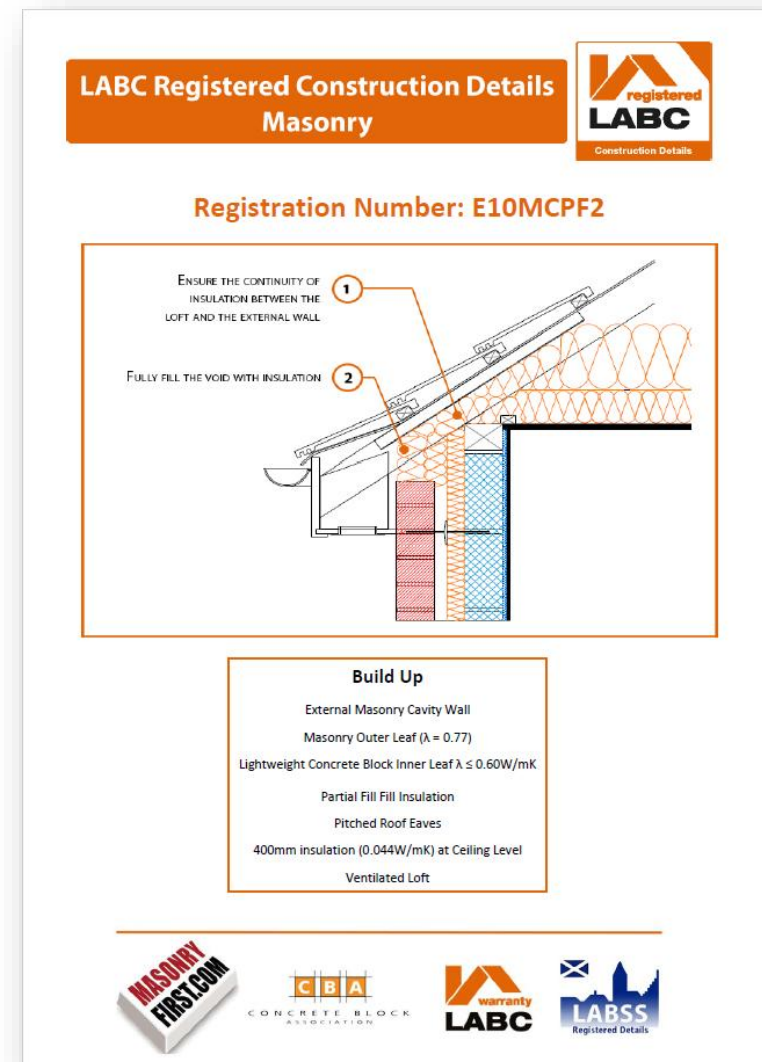 LABC Registered Construction Details
Masonry
registered
LABC
Construction Details
Registration Number: E10MCPF2
ENSURE THE CONTINUITY OF
INSULATION BETWEEN THE
LOFT AND THE EXTERNAL WALL
1
FULLY FILL THE VOID WITH INSULATION
2
Build Up
External Masonry Cavity Wall
Masonry Outer Leaf (λ = 0.77)
Lightweight Concrete Block Inner Leaf λ ≤ 0.60W/mK
Partial Fill Fill Insulation
Pitched Roof Eaves
400mm insulation (0.044W/mK) at Ceiling Level
Ventilated Loft
MASONRY
FIRST.COM
CBA
CONCRETE BLOCK
ASSOCIATION
warranty
LABC
LABSS
Registered Details